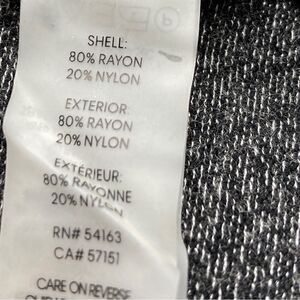 SHELL:
80% RAYON
20% NYLON
EXTERIOR:
80% RAYON
20% NYLON
EXTÉRIEUR:
80% RAYONNE
20% NYLON
RN# 54163
CA# 57151
CARE ON REVERSE